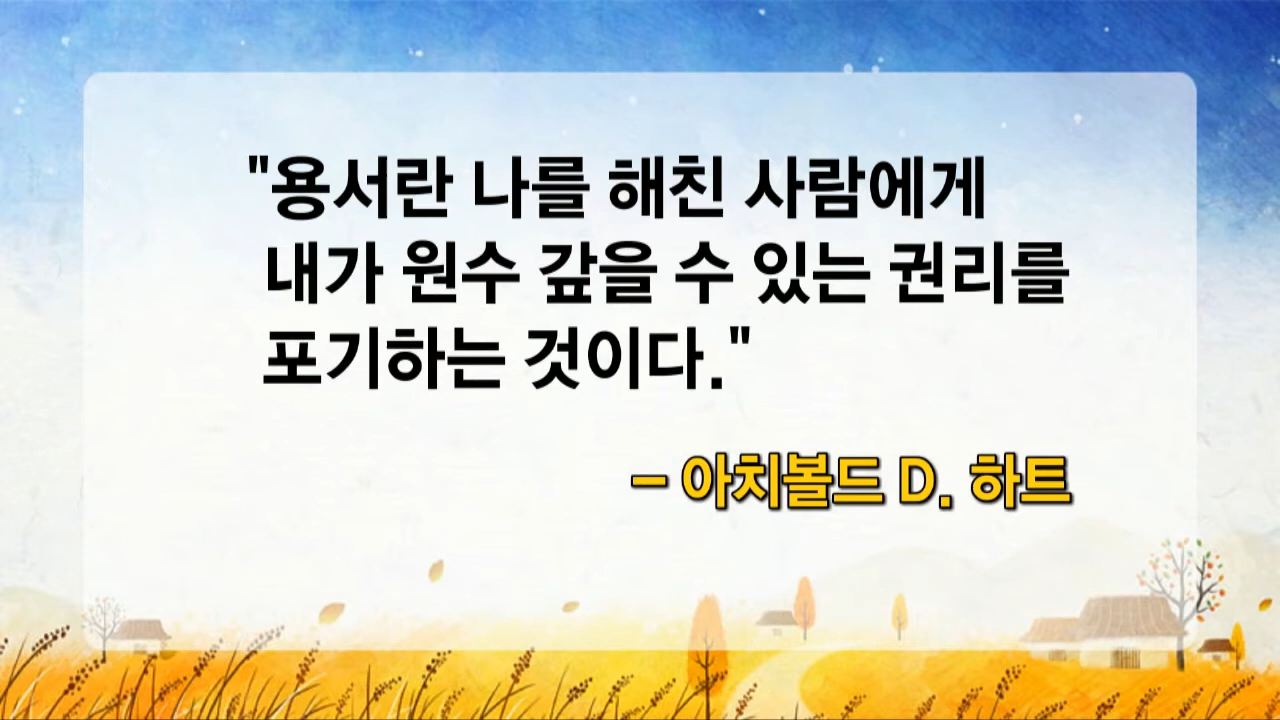 "용서란 나를 해친 사람에게
내가 원수 갚을 수 있는 권리를
포기하는 것이다."
- 아치볼드 D. 하트